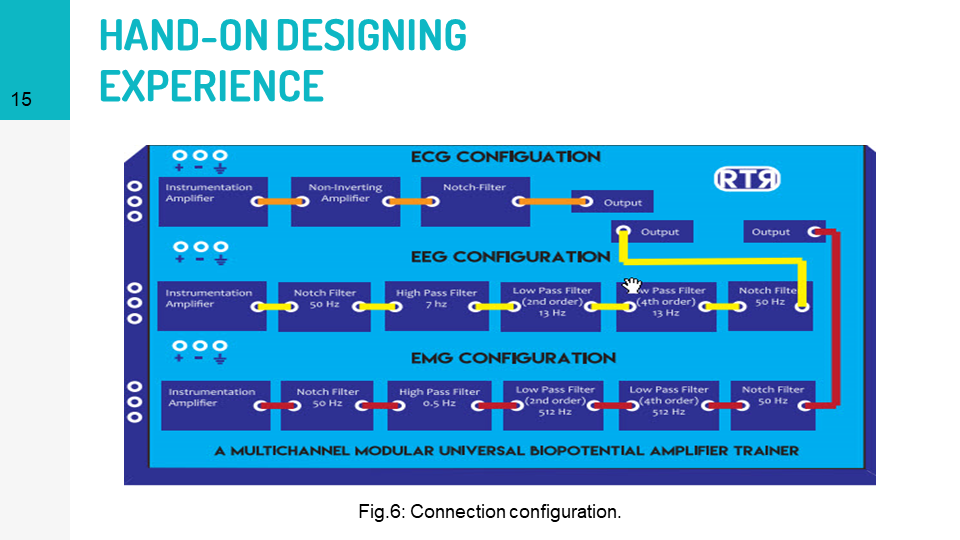 HAND-ON DESIGNING
EXPERIENCE
15
ECG CONFIGUATION
+ -
RTR
Instrumentation
Amplifier
Non-Inverting
Amplifier
Notch-Filter
Output
Output
Output
EEG CONFIGURATION
+ -
Instrumentation
Amplifier
Notch Filter
50 Hz
High Pass Filter
7 hz
Low Pass Filter
(2nd order)
13 Hz
Pass Filter
(4th order)
13 Hz
Notch Filte
50 Hz
EMG CONFIGURATION
+ -
Instrumentation
Amplifier
Notch Filter
50 Hz
High Pass Filter
0.5 Hz
Low Pass Filter
(2nd order)
512 Hz
Low Pass Filter
(4th order)
512 Hz
Notch Filter
50 Hz
A MULTICHANNEL MODULAR UNIVERSAL BIOPOTENTIAL AMPLIFIER TRAINER
Fig.6: Connection configuration.